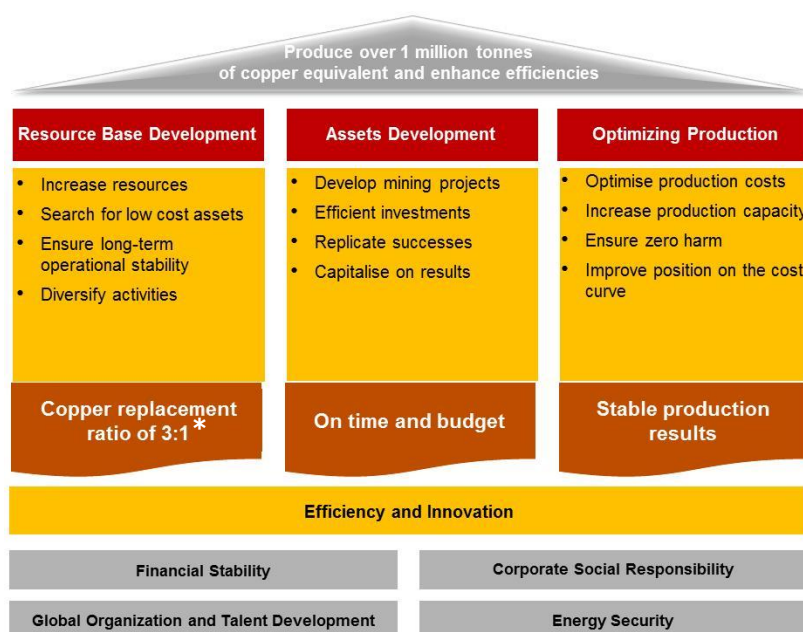 Produce over 1 million tonnes
of copper equivalent and enhance efficiencies
Resource Base Development
• Increase resources
• Search for low cost assets
• Ensure long-term
operational stability
• Diversify activities
Copper replacement
ratio of 3:1*
Assets Development
• Develop mining projects
• Efficient investments
• Replicate successes
• Capitalise on results
On time and budget
Optimizing Production
• Optimise production costs
• Increase production capacity
• Ensure zero harm
• Improve position on the cost
curve
Stable production
results
Efficiency and Innovation
Financial Stability
Corporate Social Responsibility
Global Organization and Talent Development
Energy Security